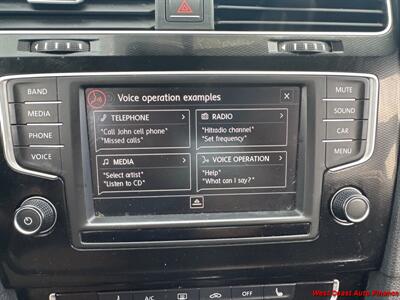 BAND
MEDIA
PHONE
VOICE
Voice operation examples
X
TELEPHONE >
"Call John cell phone"
"Missed calls"
RADIO >
"Hitradio channel"
"Set frequency"
MEDIA >
"Select artist"
"Listen to CD"
VOICE OPERATION >
"Help"
"What can I say?"
MUTE
SOUND
CAR
MENU
A/C
OFF
West Coast Auto Finance